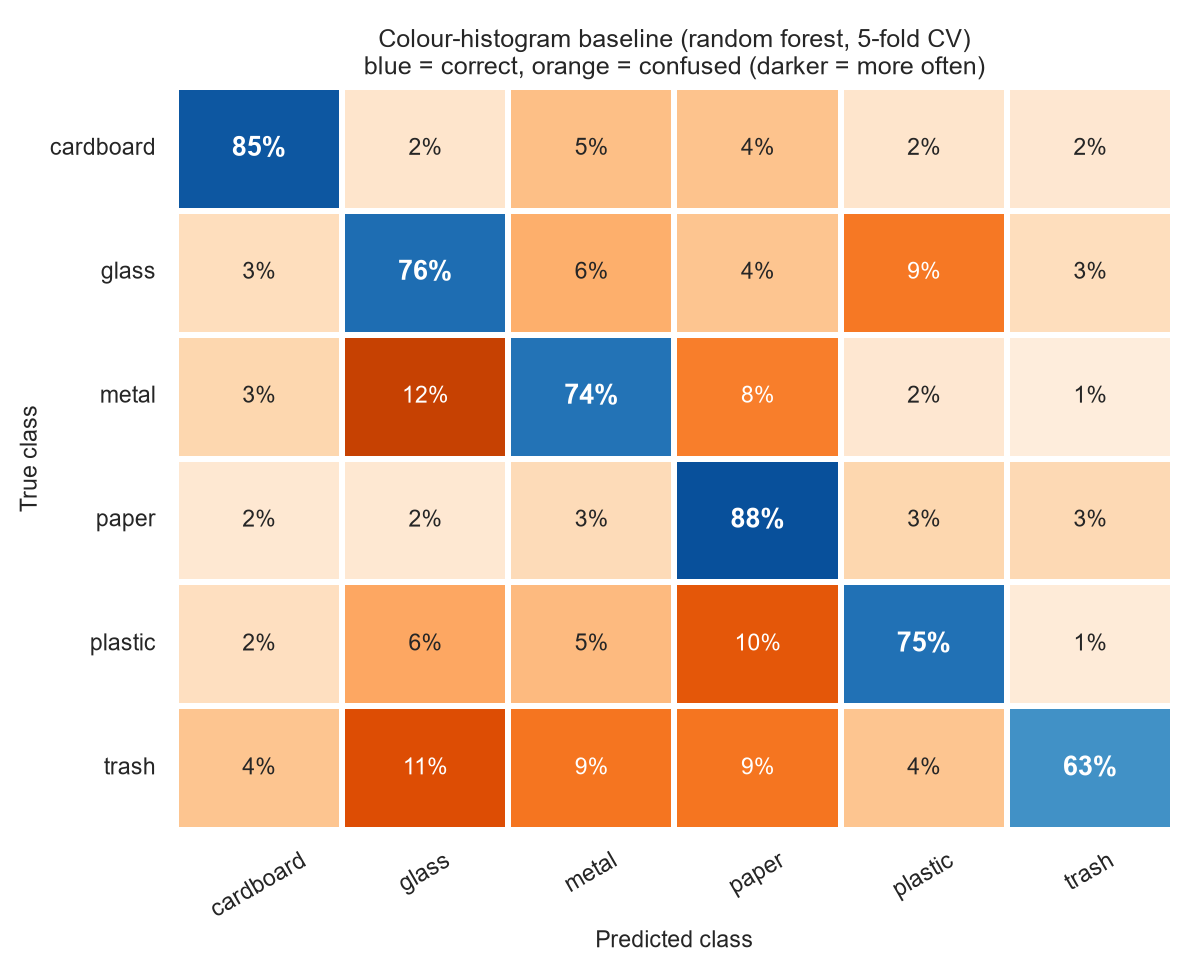 Colour-histogram baseline (random forest, 5-fold CV)
blue = correct, orange = confused (darker = more often)
cardboard 85% 2% 5% 4% 2% 2%
glass 3% 76% 6% 4% 9% 3%
metal 3% 12% 74% 8% 2% 1%
paper 2% 2% 3% 88% 3% 3%
plastic 2% 6% 5% 10% 75% 1%
trash 4% 11% 9% 9% 4% 63%
True class
cardboard glass metal paper plastic trash
Predicted class